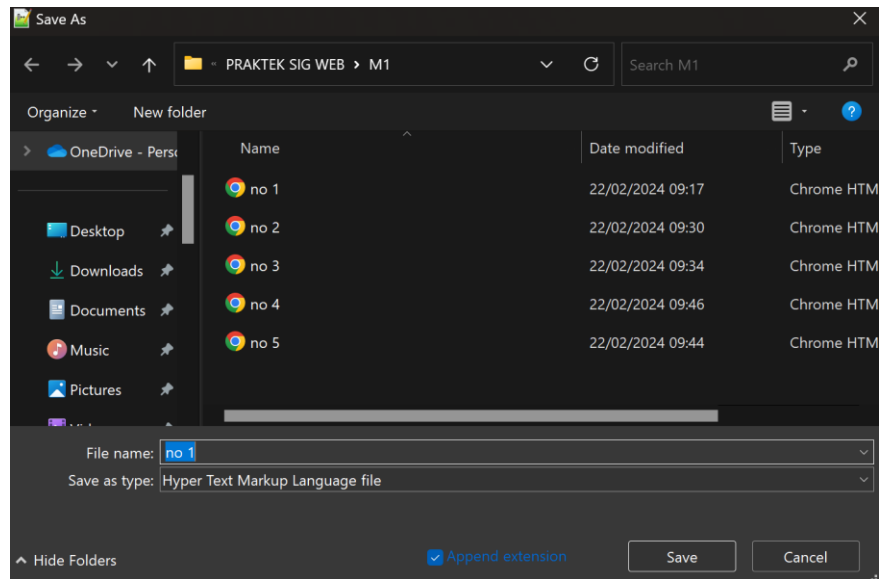 Save As
PRAKTEK SIG WEB > M1
Search M1
Organize
New folder
OneDrive - Perso
Name
Date modified
Type
no 1 22/02/2024 09:17 Chrome HTM
Desktop
no 2 22/02/2024 09:30 Chrome HTM
Downloads
no 3 22/02/2024 09:34 Chrome HTM
Documents
no 4 22/02/2024 09:46 Chrome HTM
Music
no 5 22/02/2024 09:44 Chrome HTM
Pictures
File name: no 1
Save as type: Hyper Text Markup Language file
Hide Folders
Append extension
Save
Cancel